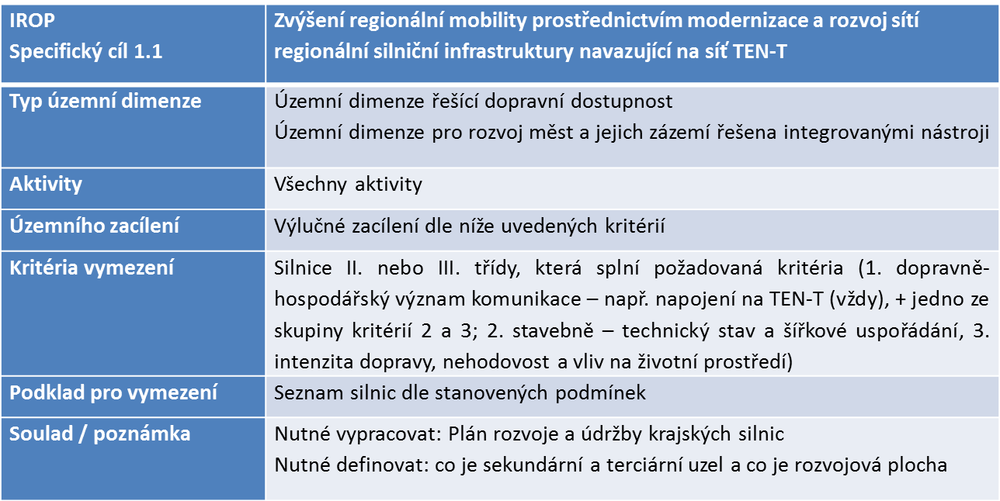 IROP
Specifický cíl 1.1
Zvýšení regionální mobility prostřednictvím modernizace a rozvoj sítí
regionální silniční infrastruktury navazující na síť TEN-T
Typ územní dimenze
Územní dimenze řešící dopravní dostupnost
Územní dimenze pro rozvoj měst a jejich zázemí řešena integrovanými nástroji
Aktivity
Všechny aktivity
Územního zacílení
Výlučné zacílení dle níže uvedených kritérií
Kritéria vymezení
Silnice II. nebo III. třídy, která splní požadovaná kritéria (1. dopravně-
hospodářský význam komunikace – např. napojení na TEN-T (vždy), + jedno ze
skupiny kritérií 2 a 3; 2. stavebně – technický stav a šířkové uspořádání, 3.
intenzita dopravy, nehodovost a vliv na životní prostředí)
Podklad pro vymezení
Seznam silnic dle stanovených podmínek
Soulad / poznámka
Nutné vypracovat: Plán rozvoje a údržby krajských silnic
Nutné definovat: co je sekundární a terciární uzel a co je rozvojová plocha